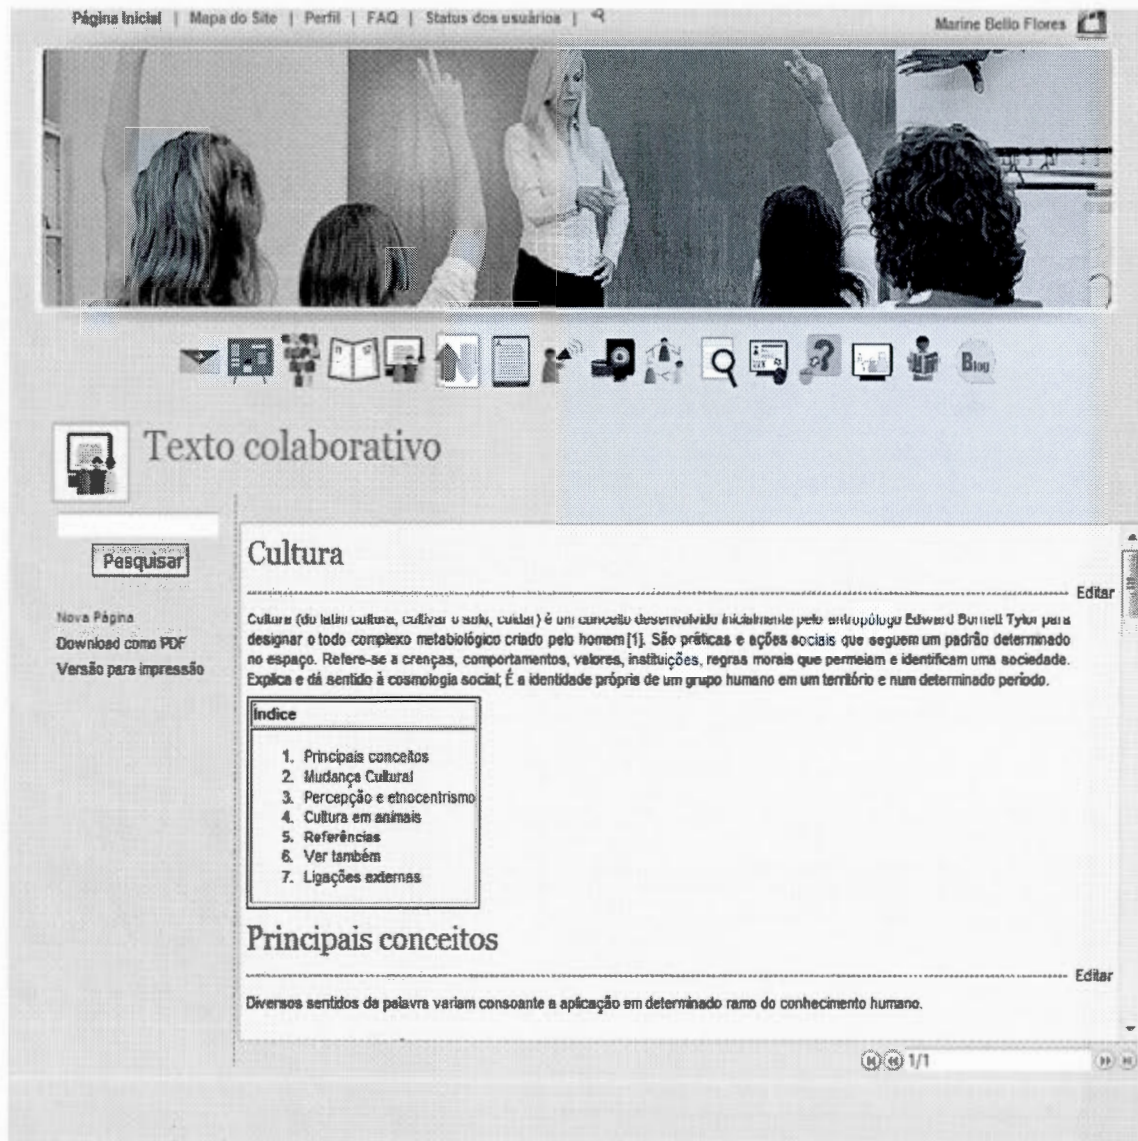 Página Inicial | Mapa do Site | Perfil | FAQ | Status dos usuários |
Marine Bello Flores
Blog
Texto colaborativo
Pesquisar
Nova Página
Download como PDF
Versão para impressão
Cultura
Editar
Cultura (do latim cultura, cultivar o solo, cuidar) é um conceito desenvolvido inicialmente pelo antropólogo Edward Burnett Tylor para
designar o todo complexo metabiológico criado pelo homem [1]. São práticas e ações sociais que seguem um padrão determinado
no espaço. Refere-se a crenças, comportamentos, valores, instituições, regras morais que permeiam e identificam uma sociedade.
Explica e dá sentido à cosmologia social; É a identidade própria de um grupo humano em um território e num determinado período.
Índice
1. Principais conceitos
2. Mudança Cultural
3. Percepção e etnocentrismo
4. Cultura em animais
5. Referências
6. Ver também
7. Ligações externas
Principais conceitos
Editar
Diversos sentidos da palavra variam consoante a aplicação em determinado ramo do conhecimento humano.
1/1